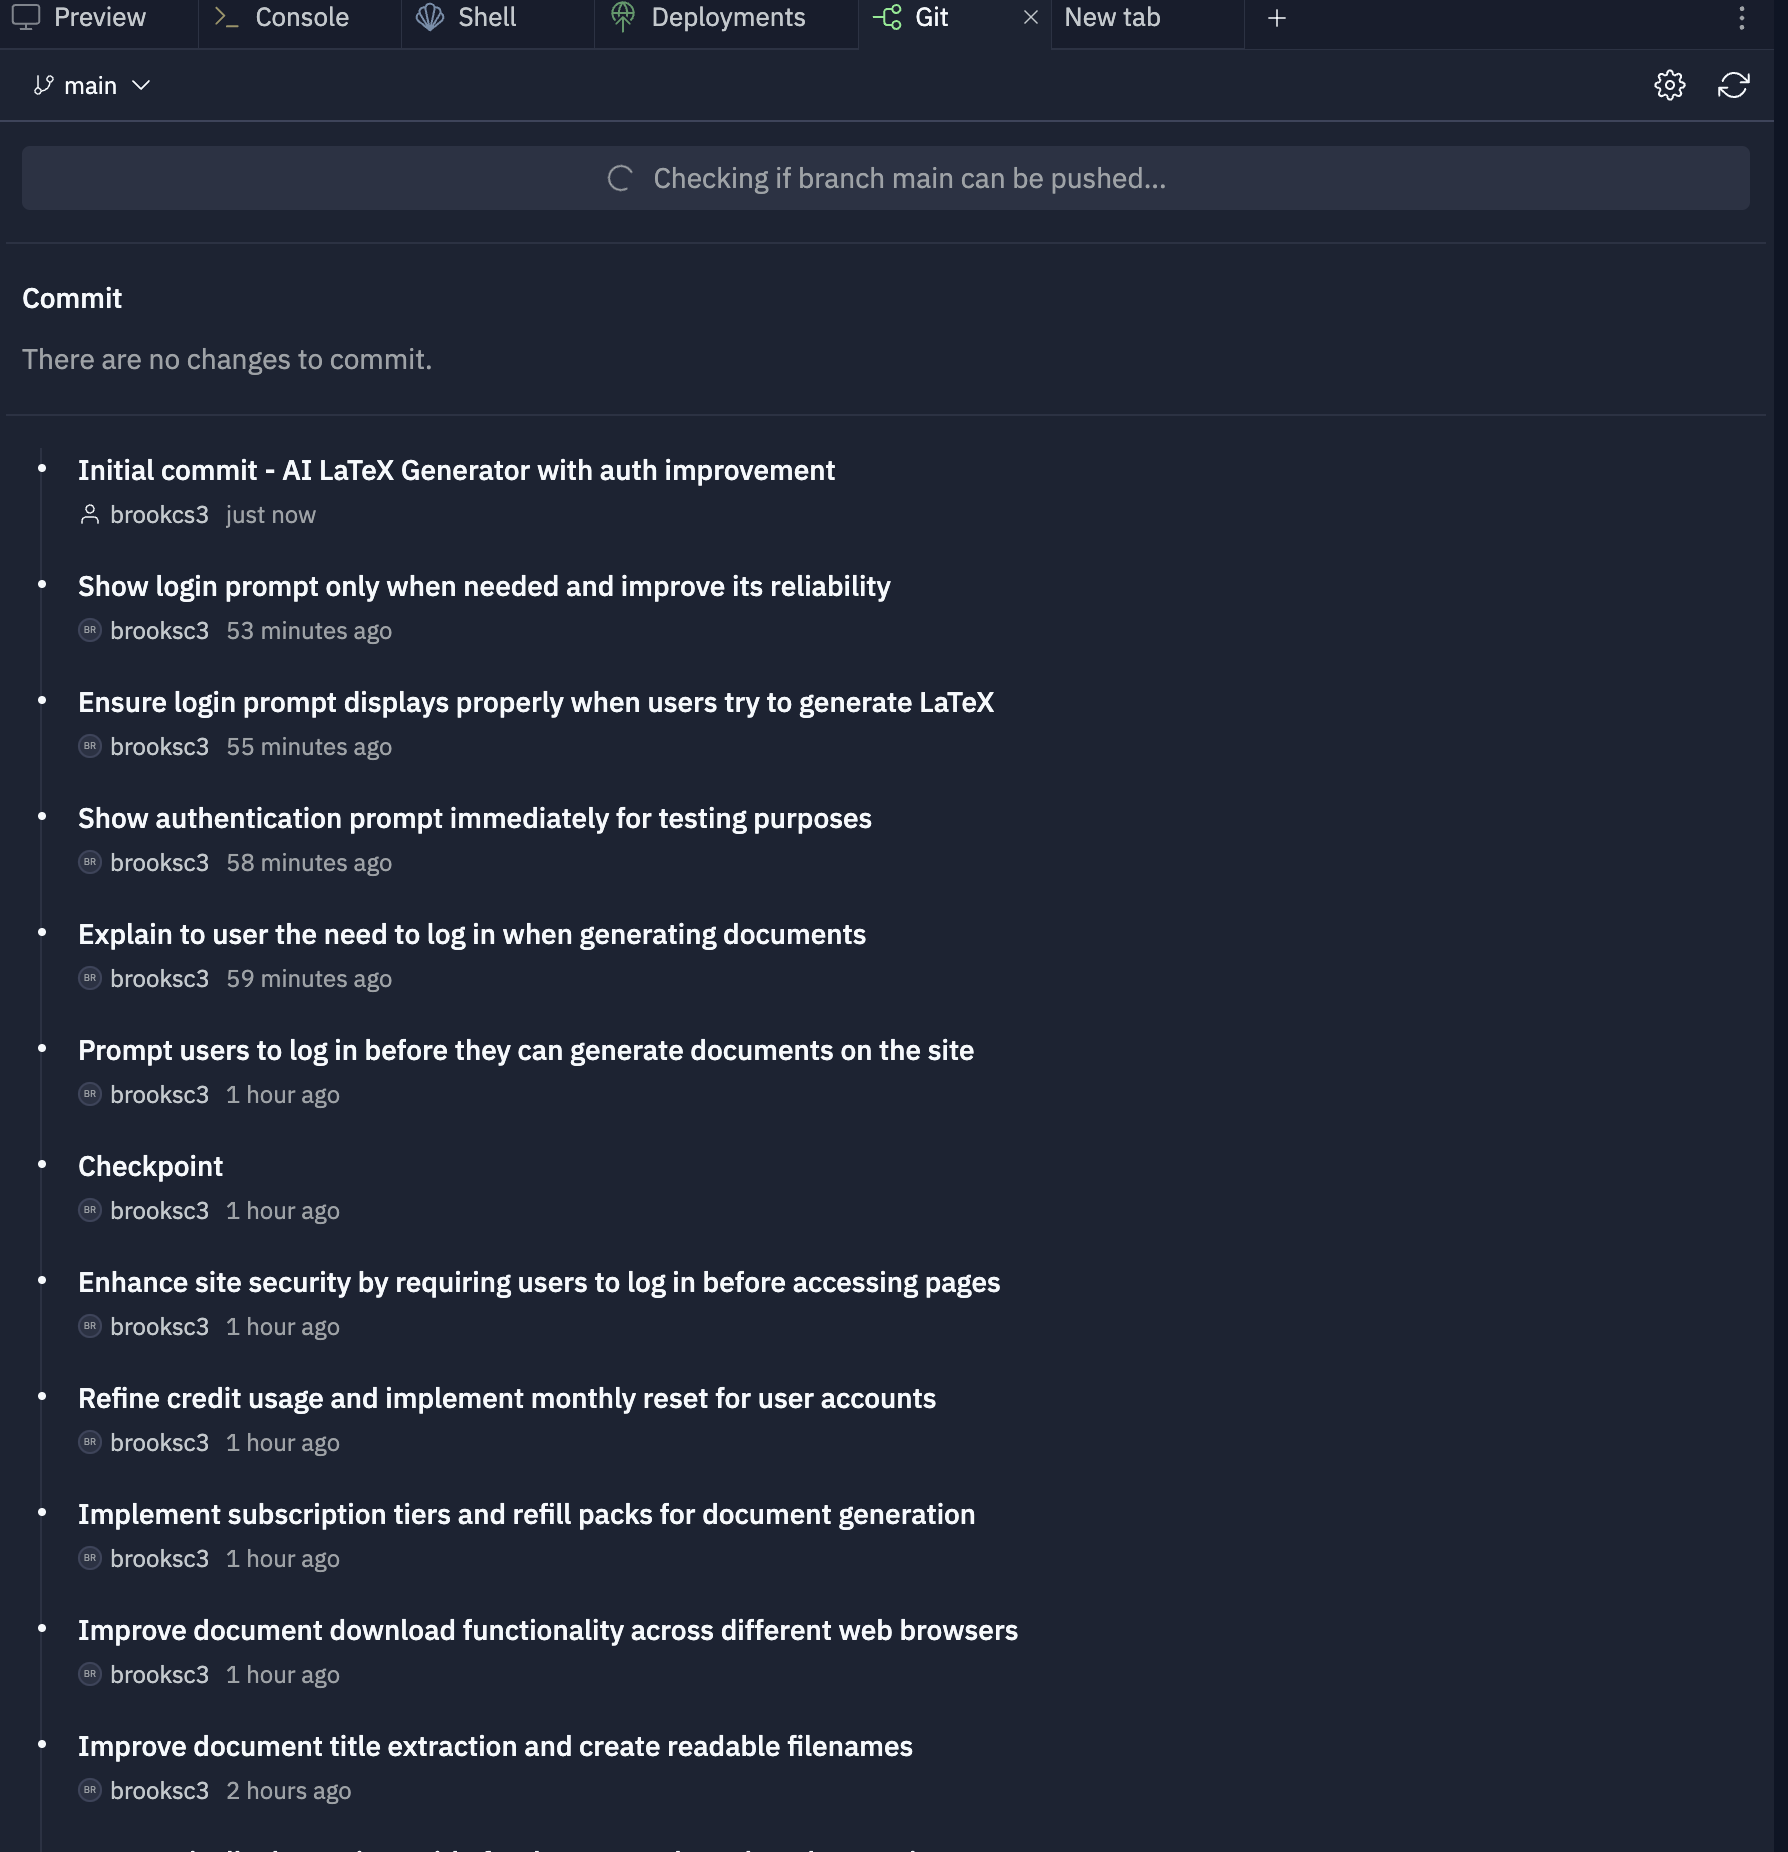 Preview
Console
Shell
Deployments
Git
New tab
main
Checking if branch main can be pushed...
Commit
There are no changes to commit.
Initial commit - AI LaTeX Generator with auth improvement
brookcs3 just now
Show login prompt only when needed and improve its reliability
BR brooksc3 53 minutes ago
Ensure login prompt displays properly when users try to generate LaTeX
BR brooksc3 55 minutes ago
Show authentication prompt immediately for testing purposes
BR brooksc3 58 minutes ago
Explain to user the need to log in when generating documents
BR brooksc3 59 minutes ago
Prompt users to log in before they can generate documents on the site
BR brooksc3 1 hour ago
Checkpoint
BR brooksc3 1 hour ago
Enhance site security by requiring users to log in before accessing pages
BR brooksc3 1 hour ago
Refine credit usage and implement monthly reset for user accounts
BR brooksc3 1 hour ago
Implement subscription tiers and refill packs for document generation
BR brooksc3 1 hour ago
Improve document download functionality across different web browsers
BR brooksc3 1 hour ago
Improve document title extraction and create readable filenames
BR brooksc3 2 hours ago